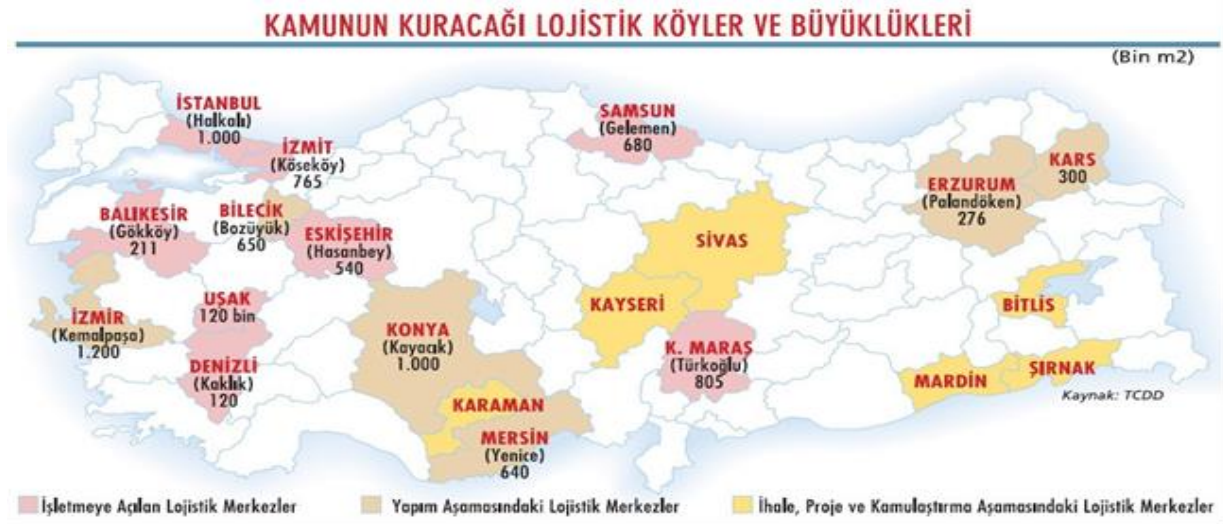 KAMUNUN KURACAĞI LOJİSTİK KÖYLER VE BÜYÜKLÜKLERİ
(Bin m2)
İSTANBUL
(Halkalı)
1.000
İZMİT
(Köseköy)
765
SAMSUN
(Gelemen)
680
KARS
300
ERZURUM
(Palandöken)
276
BALIKESİR
(Gökköy)
211
BİLECİK
(Bozüyük)
650
ESKİŞEHİR
(Hasanbey)
540
SİVAS
KAYSERİ
BİTLİS
UŞAK
120 bin
İZMİR
(Kemalpaşa)
1.200
KONYA
(Kayacık)
1.000
K. MARAŞ
(Türkoğlu)
805
DENİZLİ
(Kaklık)
120
MARDİN
ŞIRNAK
Kaynak: TCDD
KARAMAN
MERSİN
(Yenice)
640
İşletmeye Açılan Lojistik Merkezler
Yapım Aşamasındaki Lojistik Merkezler
İhale, Proje ve Kamulaştırma Aşamasındaki Lojistik Merkezler